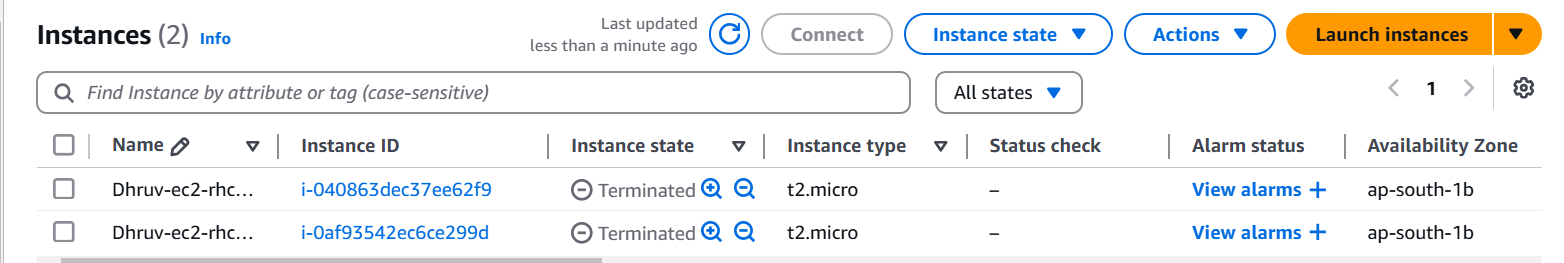 Instances (2) Info
Last updated
less than a minute ago
Connect
Instance state
Actions
Launch instances
Find Instance by attribute or tag (case-sensitive)
All states
1
Name Instance ID Instance state Instance type Status check Alarm status Availability Zone
Dhruv-ec2-rhc... i-040863dec37ee62f9 Terminated t2.micro – View alarms + ap-south-1b
Dhruv-ec2-rhc... i-0af93542ec6ce299d Terminated t2.micro – View alarms + ap-south-1b